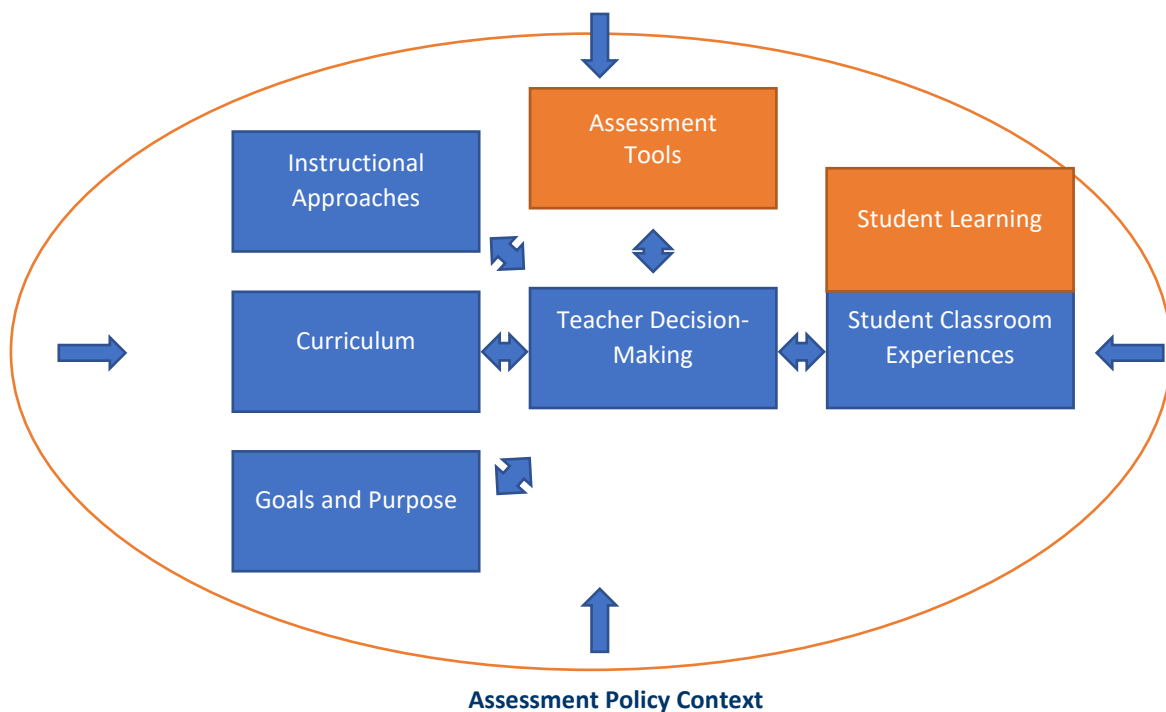 Assessment
Tools
Instructional
Approaches
Student Learning
Curriculum
Teacher Decision-
Making
Student Classroom
Experiences
Goals and Purpose
Assessment Policy Context